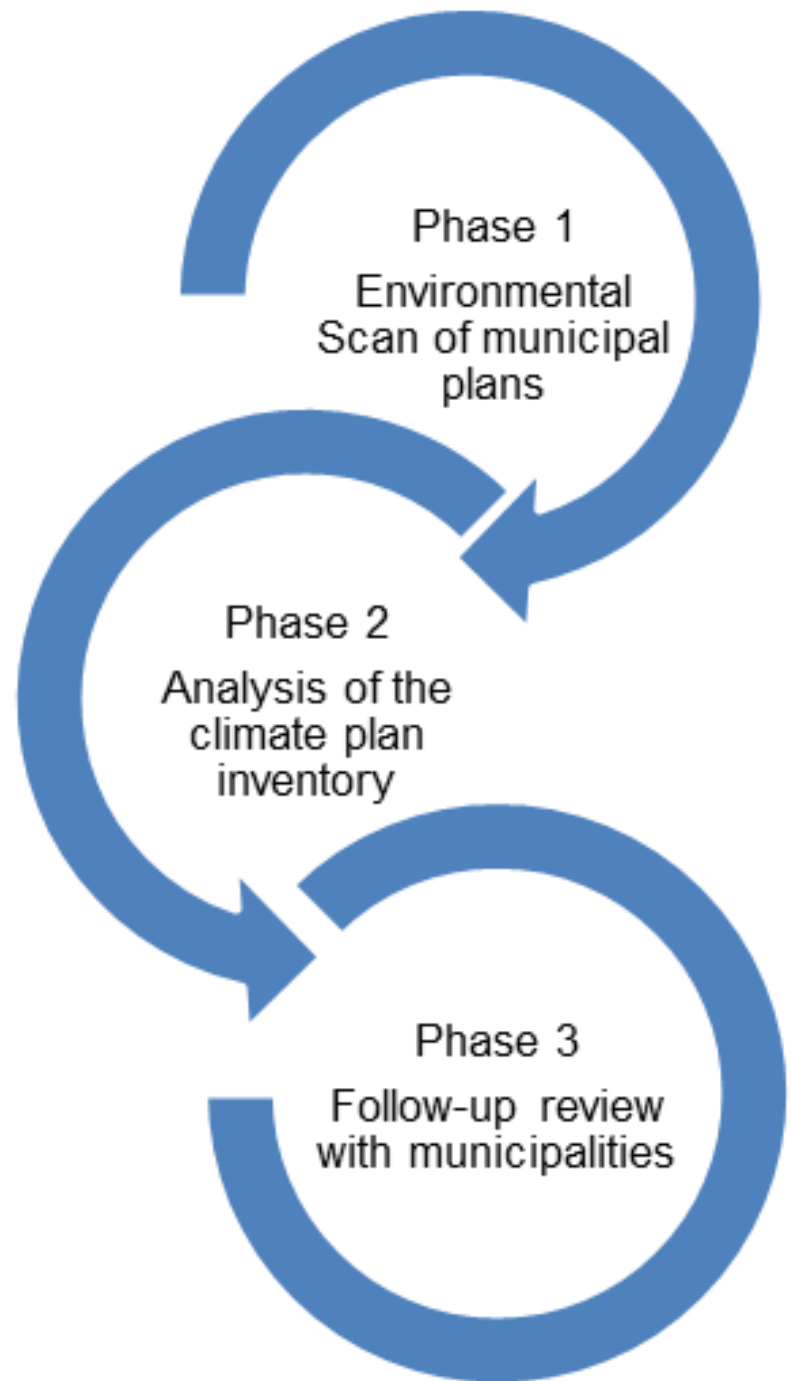 Phase 1
Environmental
Scan of municipal
plans
Phase 2
Analysis of the
climate plan
inventory
Phase 3
Follow-up review
with municipalities